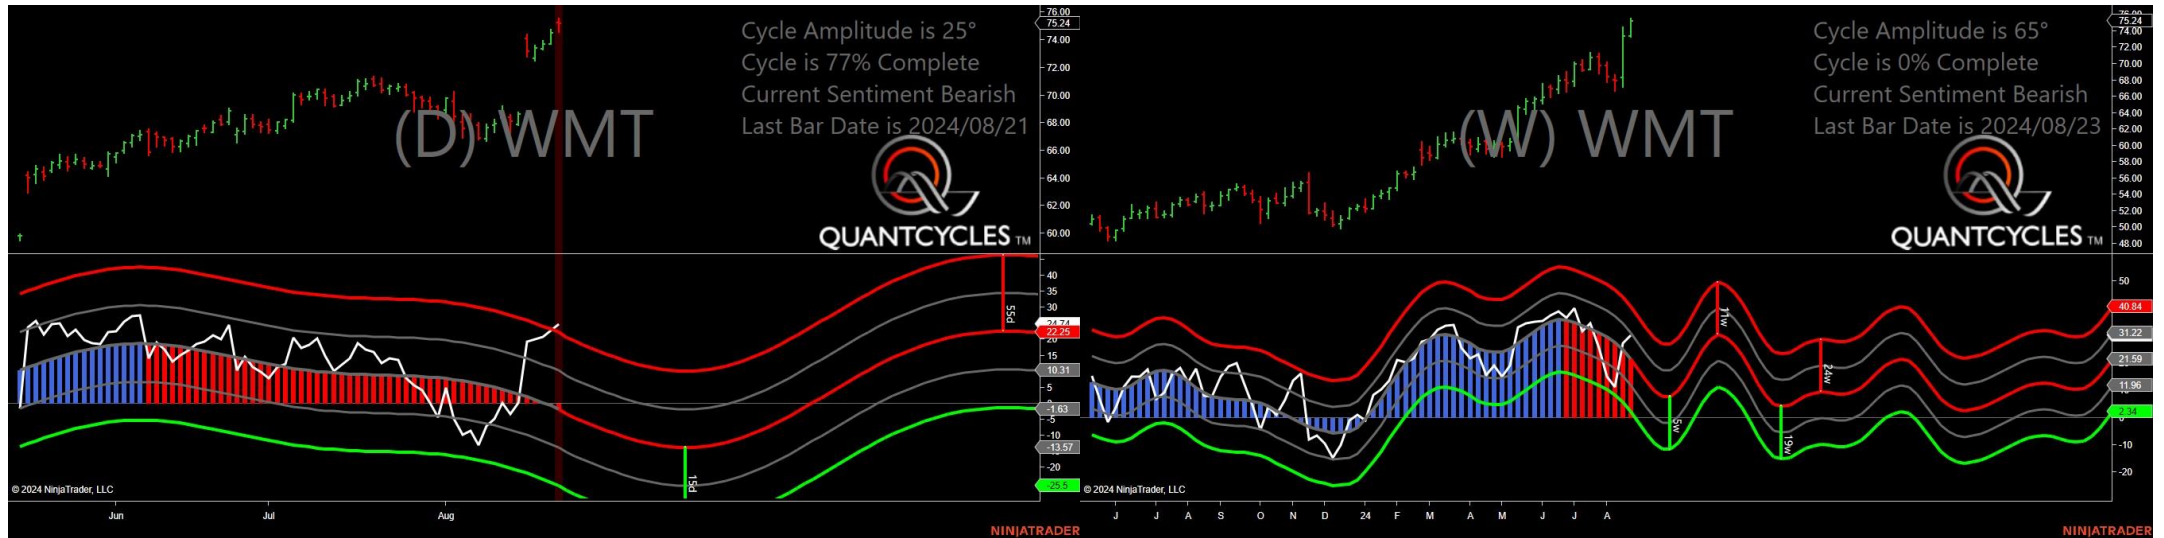 Cycle Amplitude is 25°
Cycle is 77% Complete
Current Sentiment Bearish
Last Bar Date is 2024/08/21
(D) WMT
QUANTCYCLES TM
76.00
75.24
74.00
72.00
70.00
68.00
66.00
64.00
62.00
60.00
40
35
30
24.74
22.25
20
15
10.31
5
0
-1.63
-5
-10
-13.57
-20
-25.5
55d
15d
© 2024 NinjaTrader, LLC
Jun Jul Aug
NINJATRADER
Cycle Amplitude is 65°
Cycle is 0% Complete
Current Sentiment Bearish
Last Bar Date is 2024/08/23
(W) WMT
QUANTCYCLES TM
76.00
75.24
74.00
72.00
70.00
68.00
66.00
64.00
62.00
60.00
58.00
56.00
54.00
52.00
50.00
48.00
50
40.84
31.22
21.59
11.96
2.34
-10
-20
11w
24w
5w
19w
© 2024 NinjaTrader, LLC
J J A S O N D 24 F M A M J J A
NINJATRADER